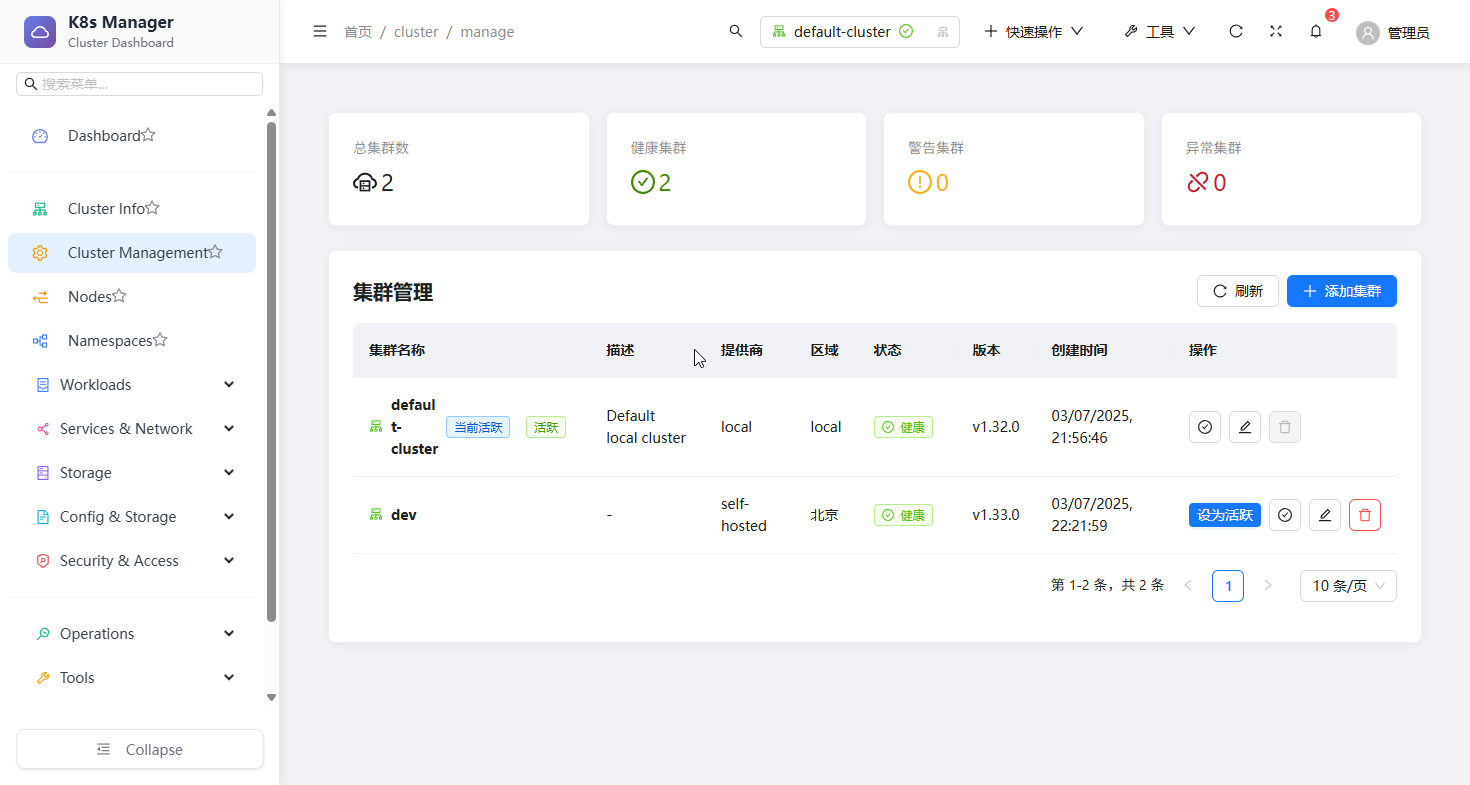 K8s Manager
Cluster Dashboard
搜索菜单...
Dashboard
Cluster Info
Cluster Management
Nodes
Namespaces
Workloads
Services & Network
Storage
Config & Storage
Security & Access
Operations
Tools
Collapse
首页 / cluster / manage
default-cluster
快速操作
工具
3
管理员
总集群数
2
健康集群
2
警告集群
0
异常集群
0
集群管理
刷新
添加集群
集群名称 描述 提供商 区域 状态 版本 创建时间 操作
defaul
t-
cluster
当前活跃
活跃
Default
local cluster
local
local
健康
v1.32.0
03/07/2025,
21:56:46
dev
-
self-
hosted
北京
健康
v1.33.0
03/07/2025,
22:21:59
设为活跃
第 1-2 条，共 2 条
1
10 条/页